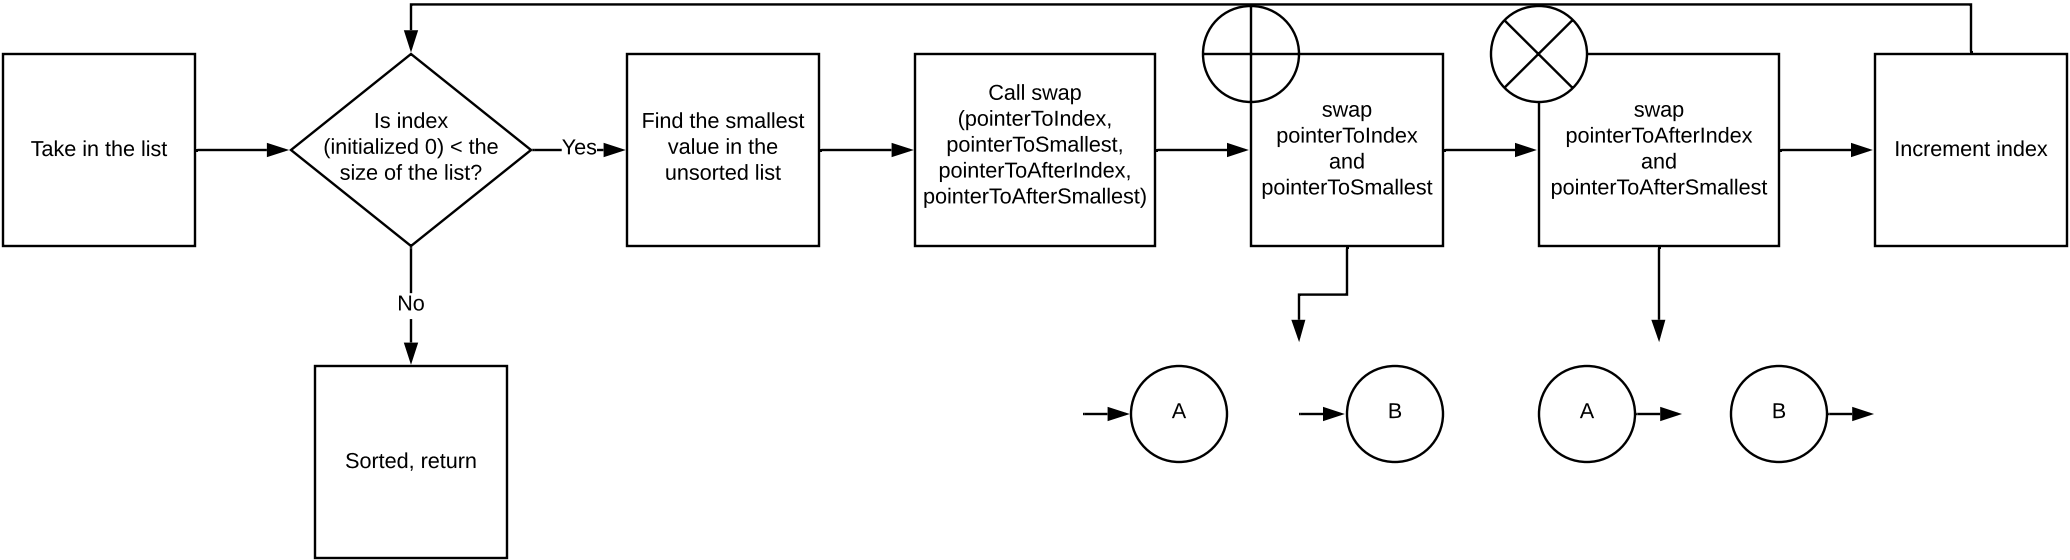 Take in the list
Is index
(initialized 0) < the
size of the list?
Yes
Find the smallest
value in the
unsorted list
Call swap
(pointerToIndex,
pointerToSmallest,
pointerToAfterIndex,
pointerToAfterSmallest)
swap
pointerToIndex
and
pointerToSmallest
swap
pointerToAfterIndex
and
pointerToAfterSmallest
Increment index
No
Sorted, return
A
B
A
B